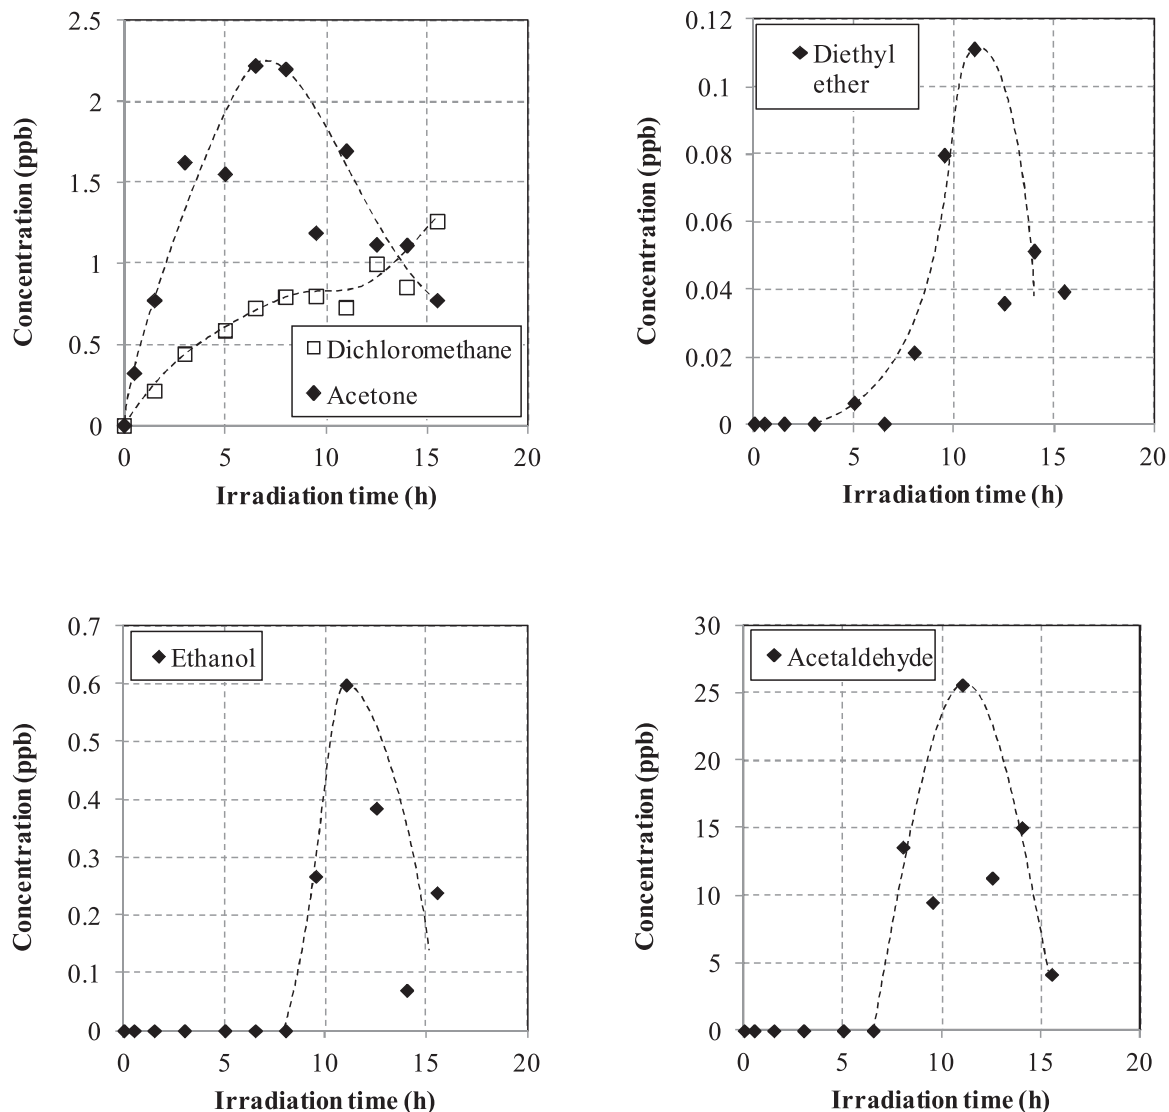 2.5
2
1.5
1
0.5
0
Concentration (ppb)
Dichloromethane
Acetone
0 5 10 15 20
Irradiation time (h)
0.12
0.1
0.08
0.06
0.04
0.02
0
Concentration (ppb)
Diethyl
ether
0 5 10 15 20
Irradiation time (h)
0.7
0.6
0.5
0.4
0.3
0.2
0.1
0
Concentration (ppb)
Ethanol
0 5 10 15 20
Irradiation time (h)
30
25
20
15
10
5
0
Concentration (ppb)
Acetaldehyde
0 5 10 15 20
Irradiation time (h)